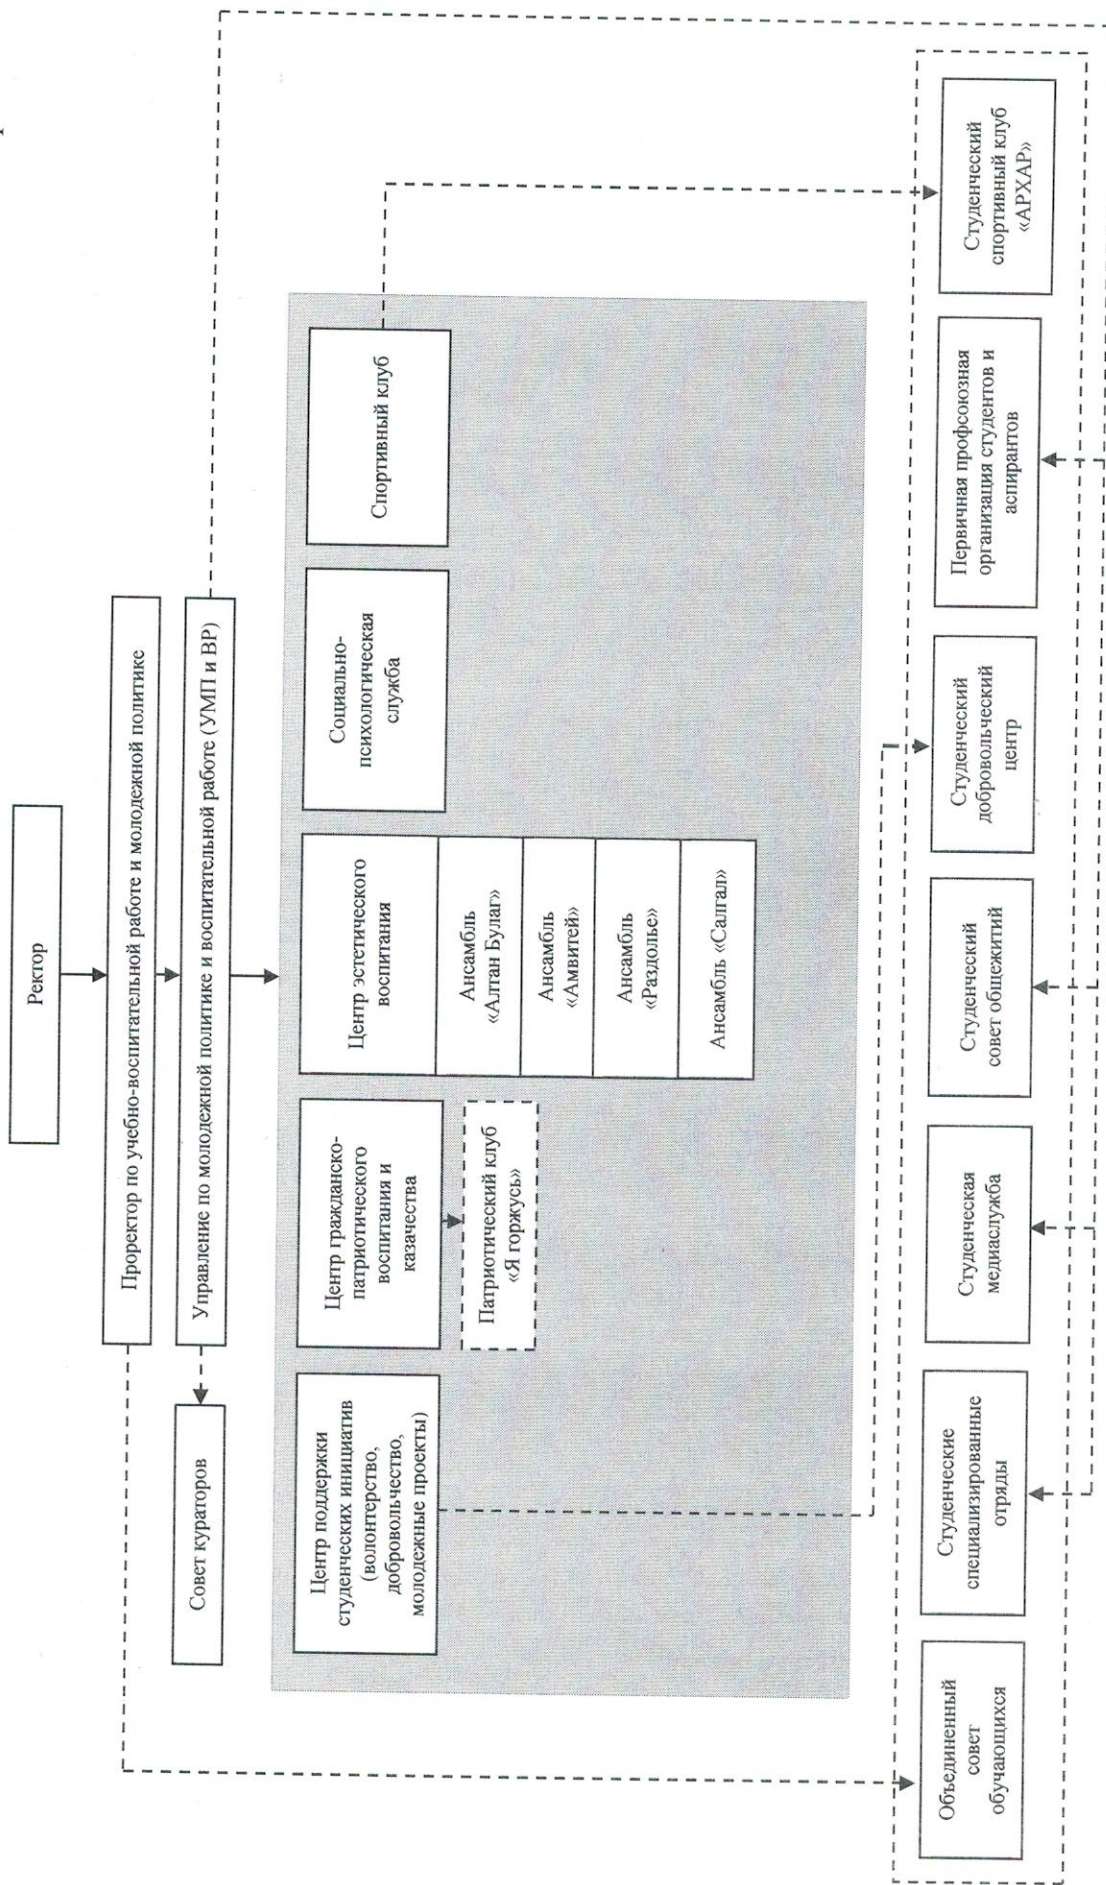 Ректор
Проректор по учебно-воспитательной работе и молодежной политике
Управление по молодежной политике и воспитательной работе (УМП и ВР)
Совет кураторов
Центр поддержки
студенческих инициатив
(волонтерство,
добровольчество,
молодежные проекты)
Центр гражданско-
патриотического
воспитания и
казачества
Патриотический клуб
«Я горжусь»
Центр эстетического
воспитания
Ансамбль
«Алтан Булаг»
Ансамбль
«Амвитей»
Ансамбль
«Раздолье»
Ансамбль «Салгал»
Социально-
психологическая
служба
Спортивный клуб
Объединенный
совет
обучающихся
Студенческие
специализированные
отряды
Студенческая
медиаслужба
Студенческий
совет общежитий
Студенческий
добровольческий
центр
Первичная профсоюзная
организация студентов и
аспирантов
Студенческий
спортивный клуб
«АРХАР»